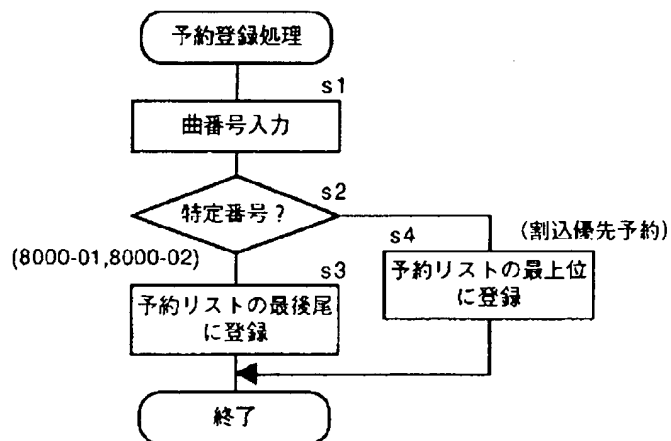 予約登録処理
s1
曲番号入力
s2
特定番号?
(8000-01,8000-02)
s4
(割込優先予約)
予約リストの最上位
に登録
s3
予約リストの最後尾
に登録
終了